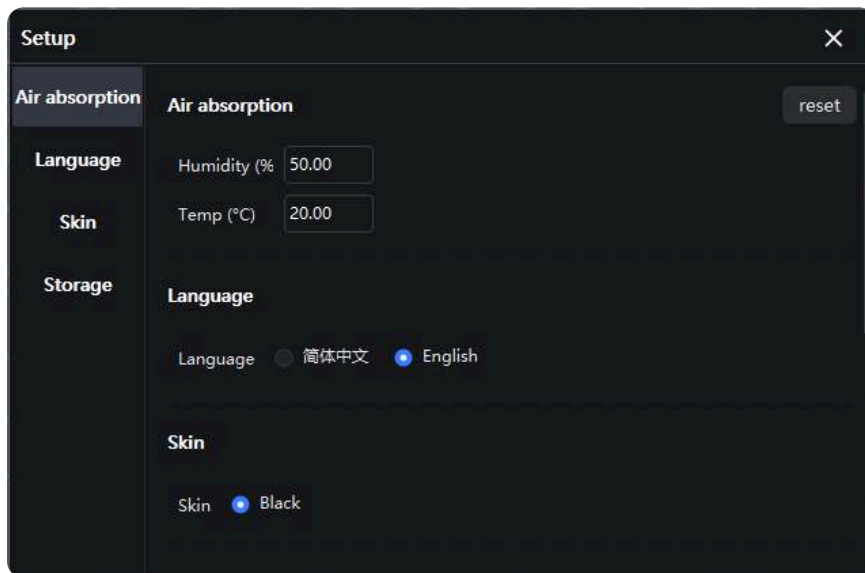 Setup
Air absorption
Language
Skin
Storage
Air absorption
reset
Humidity (%
50.00
Temp (°C)
20.00
Language
Language 简体中文 English
Skin
Skin Black